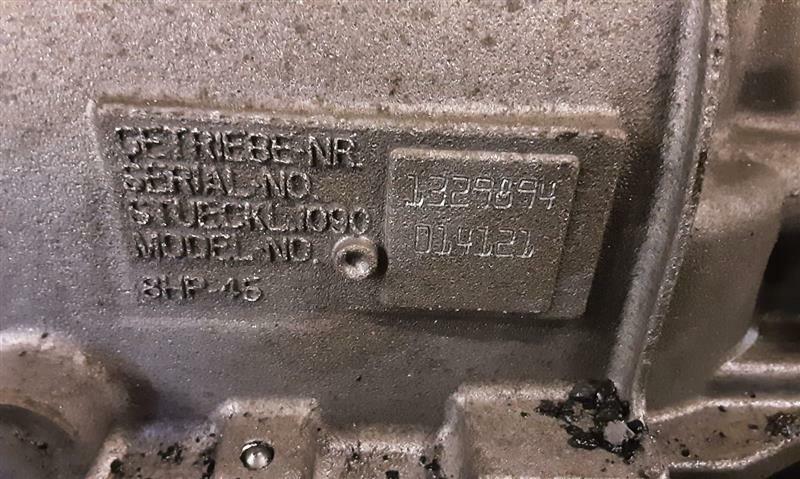 GETRIEBE-NR.
SERIAL-NO.
1329894
STUECKL.1090
MODEL-NO.
014121
8HP-45